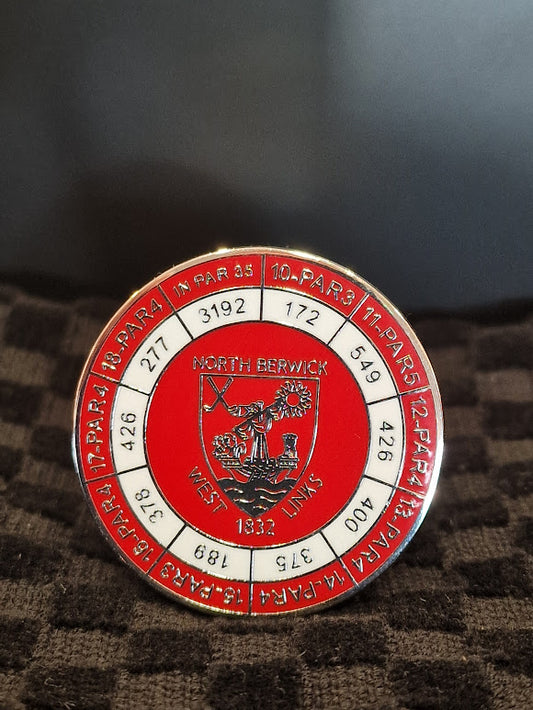 IN PAR 35
3192
10-PAR3
172
11-PAR5
549
12-PAR4
426
13-PAR4
400
14-PAR4
375
15-PAR3
189
16-PAR4
378
17-PAR4
426
18-PAR4
277
NORTH BERWICK
WEST LINKS
1832